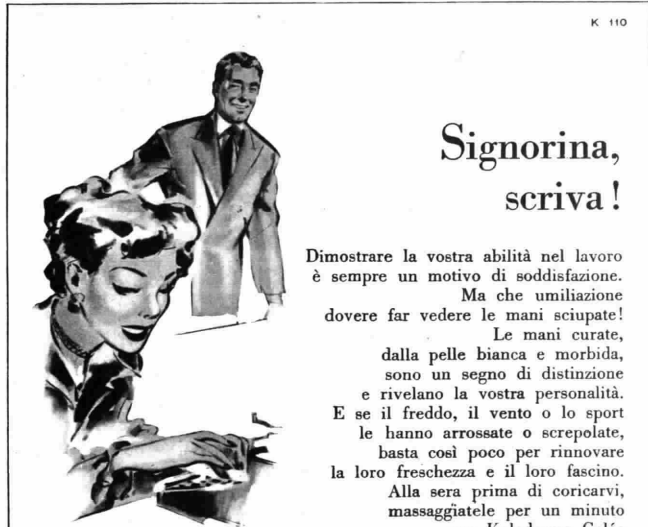 K 110
Signorina,
scriva !
Dimostrare la vostra abilità nel lavoro
è sempre un motivo di soddisfazione.
Ma che umiliazione
dovere far vedere le mani sciupate!
Le mani curate,
dalla pelle bianca e morbida,
sono un segno di distinzione
e rivelano la vostra personalità.
E se il freddo, il vento o lo sport
le hanno arrossate o screpolate,
basta così poco per rinnovare
la loro freschezza e il loro fascino.
Alla sera prima di coricarvi,
massaggiatele per un minuto